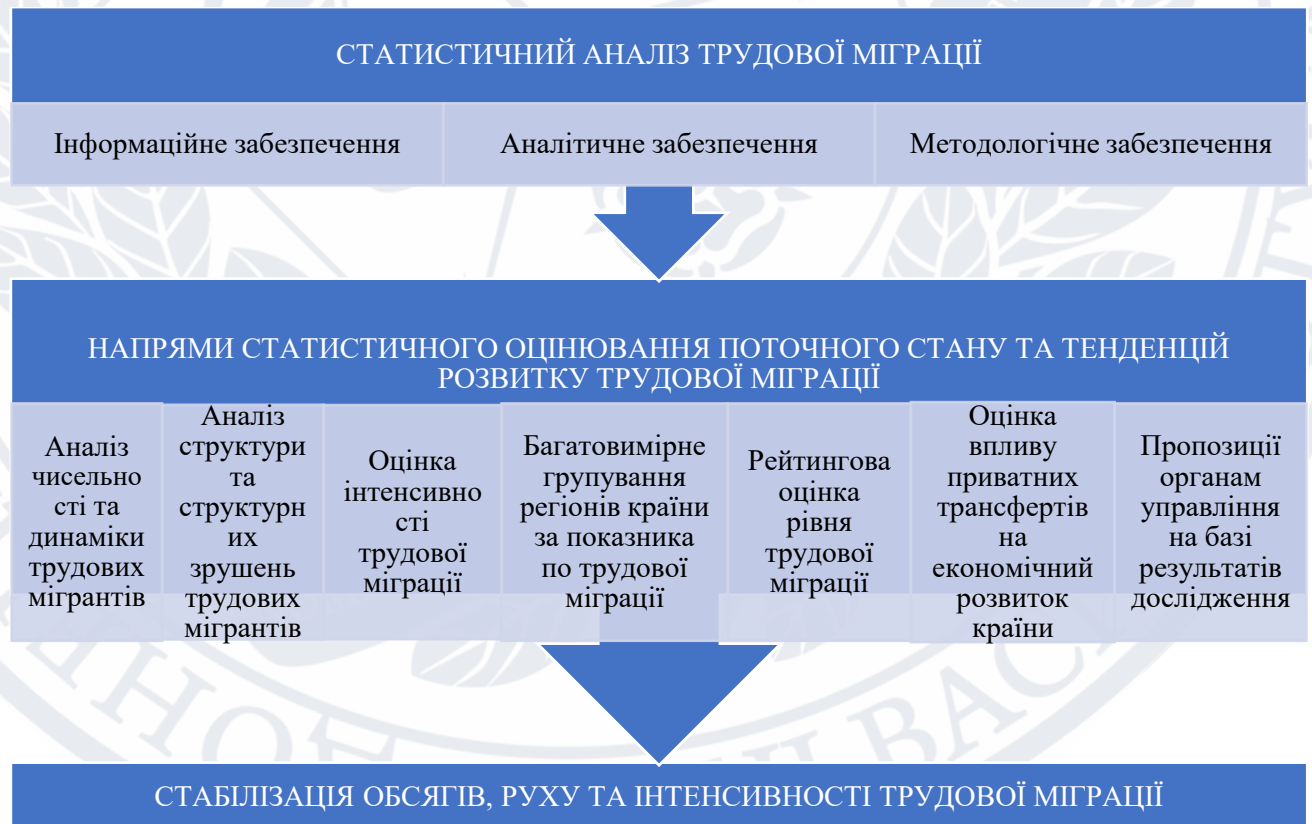 СТАТИСТИЧНИЙ АНАЛІЗ ТРУДОВОЇ МІГРАЦІЇ
Інформаційне забезпечення
Аналітичне забезпечення
Методологічне забезпечення
НАПРЯМИ СТАТИСТИЧНОГО ОЦІНЮВАННЯ ПОТОЧНОГО СТАНУ ТА ТЕНДЕНЦІЙ
РОЗВИТКУ ТРУДОВОЇ МІГРАЦІЇ
Аналіз
чисельно
сті та
динаміки
трудових
мігрантів
Аналіз
структури
та
структурн
их
зрушень
трудових
мігрантів
Оцінка
інтенсивно
сті
трудової
міграції
Багатовимірне
групування
регіонів країни
за показника
по трудової
міграції
Рейтингова
оцінка
рівня
трудової
міграції
Оцінка
впливу
приватних
трансфертів
на
економічний
розвиток
країни
Пропозиції
органам
управління
на базі
результатів
дослідження
СТАБІЛІЗАЦІЯ ОБСЯГІВ, РУХУ ТА ІНТЕНСИВНОСТІ ТРУДОВОЇ МІГРАЦІЇ